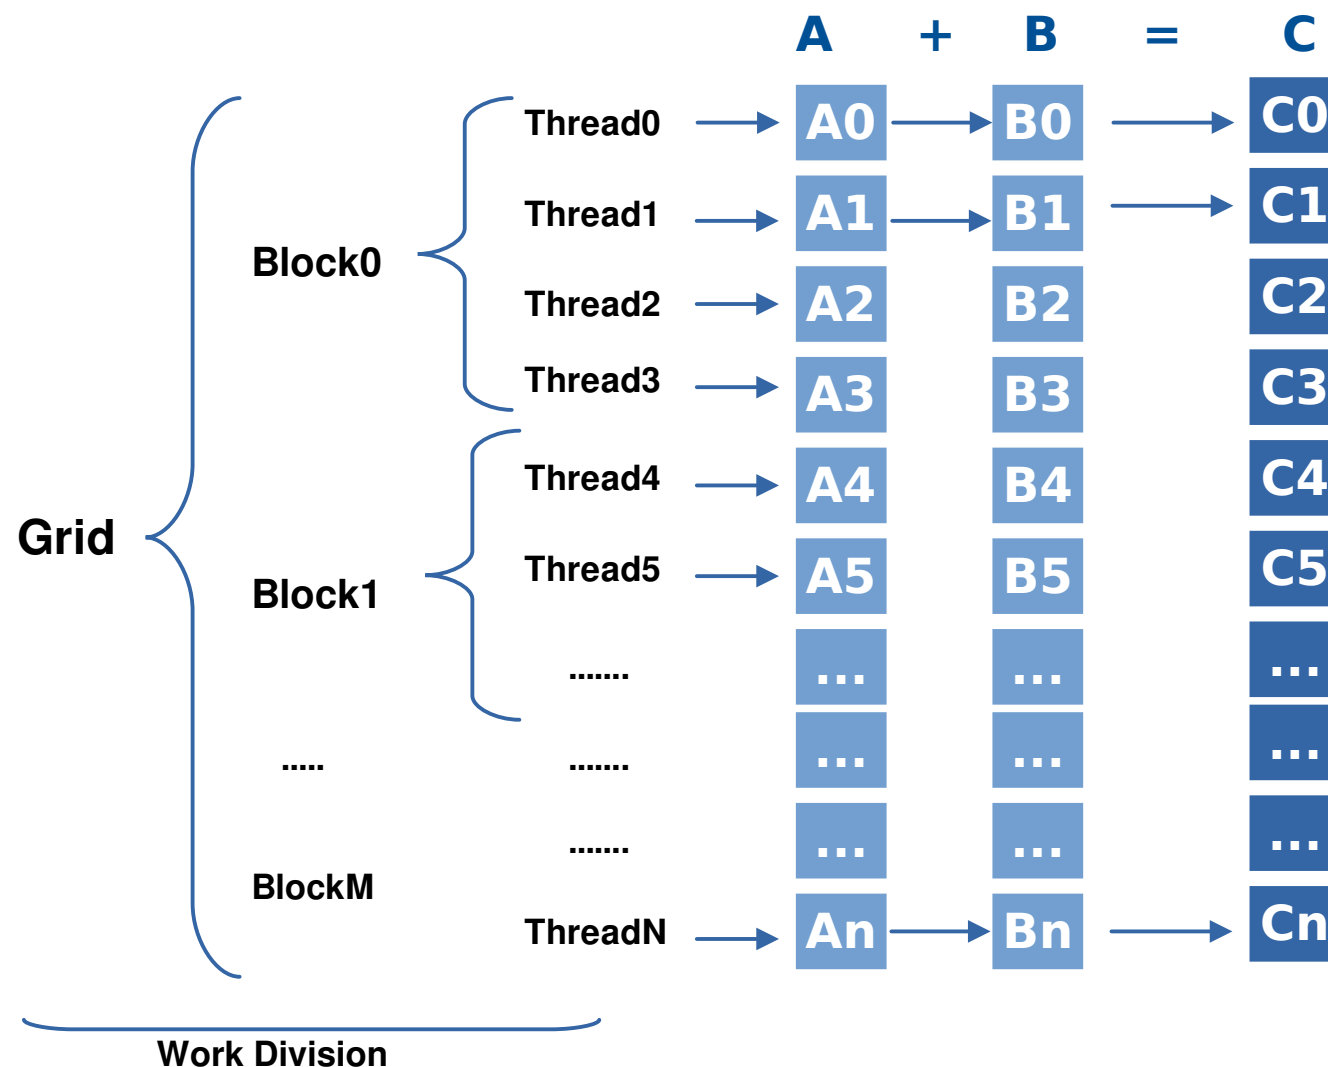 A + B = C
Thread0 A0 B0 C0
Thread1 A1 B1 C1
Block0
Thread2 A2 B2 C2
Thread3 A3 B3 C3
Thread4 A4 B4 C4
Grid
Thread5 A5 B5 C5
Block1
....... ... ... ...
..... ....... ... ... ...
....... ... ... ...
BlockM
ThreadN An Bn Cn
Work Division